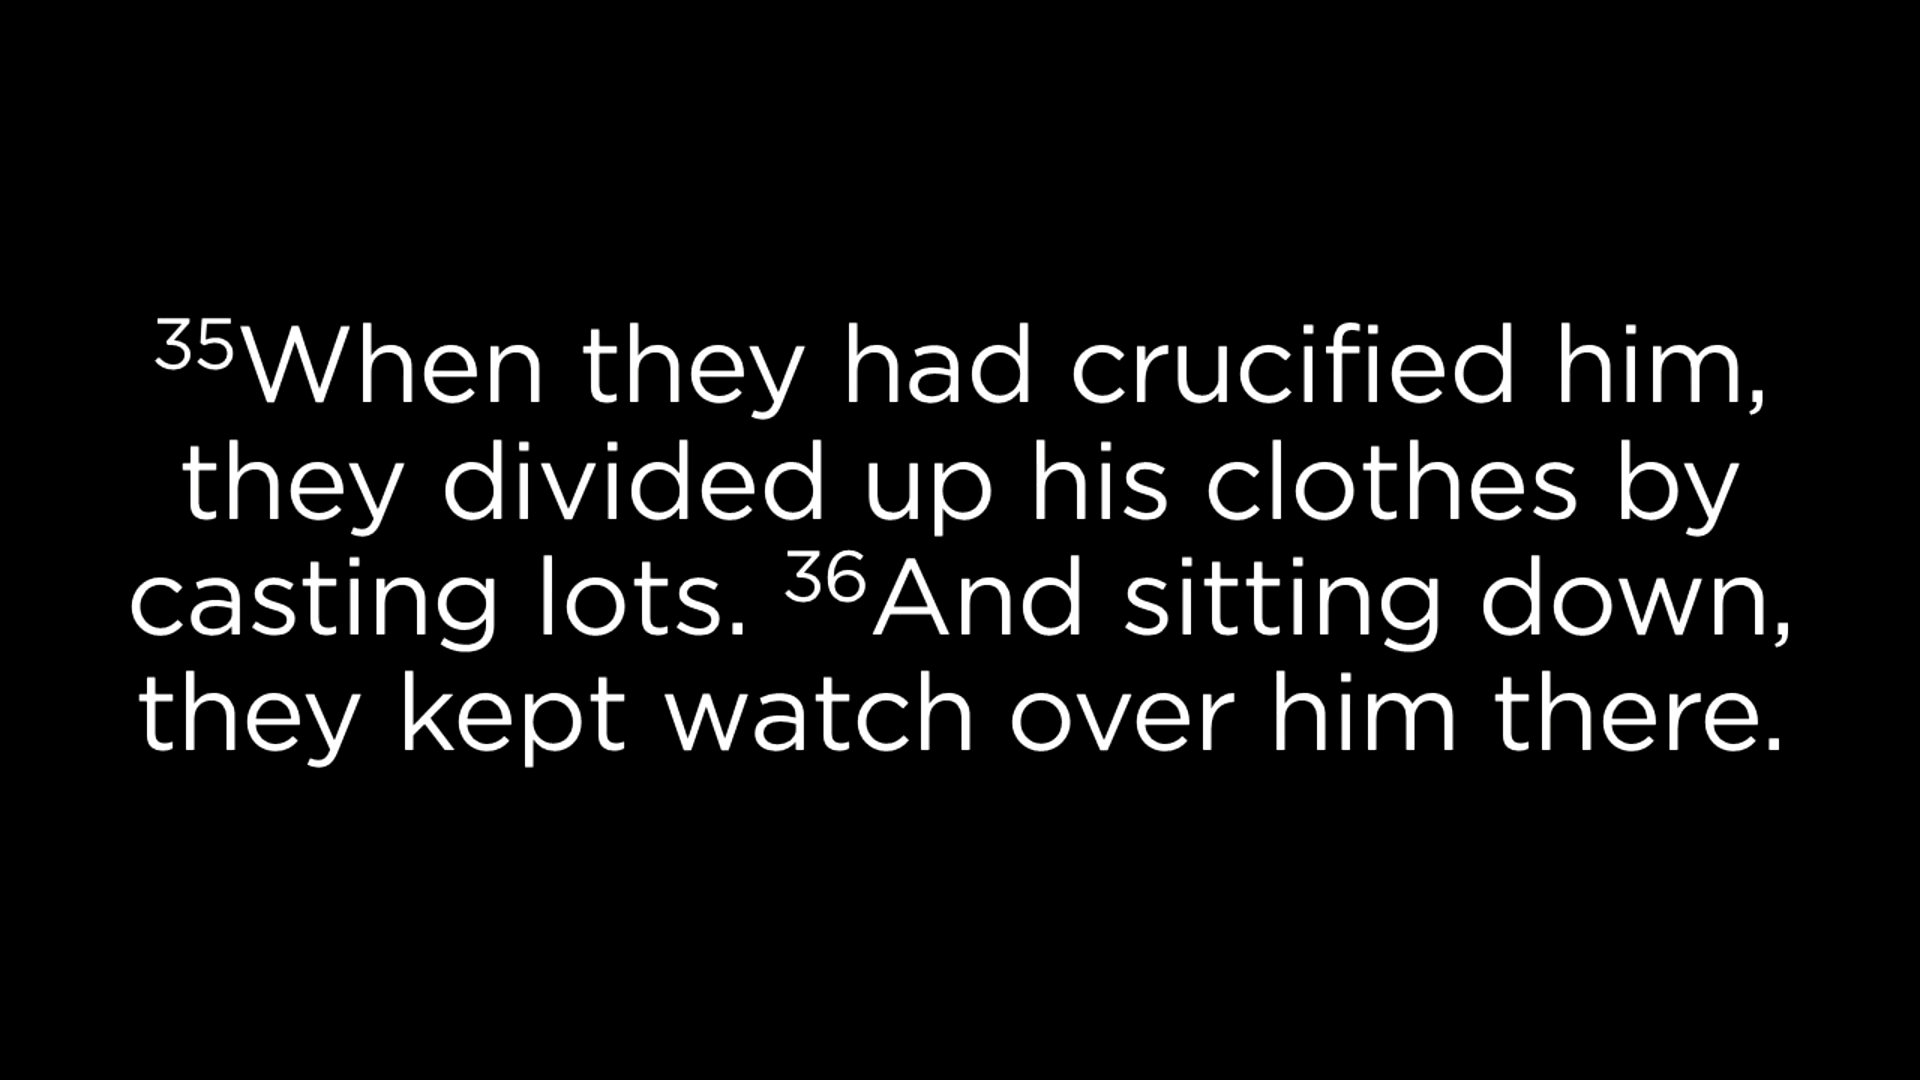 ³⁵When they had crucified him,
they divided up his clothes by
casting lots. ³⁶And sitting down,
they kept watch over him there.